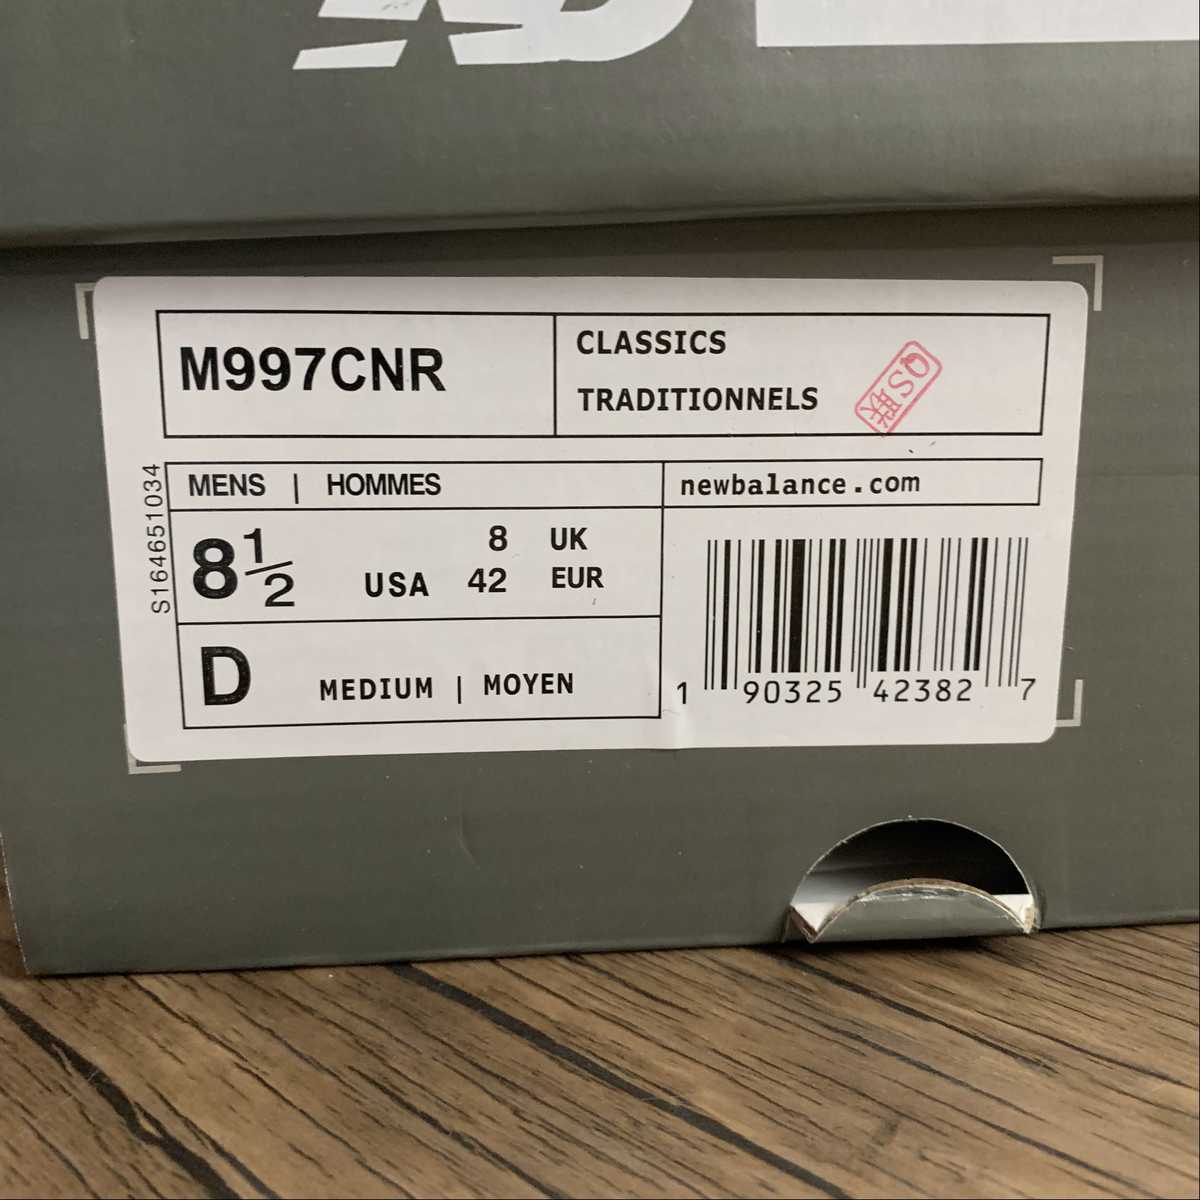 M997CNR
CLASSICS
TRADITIONNELS
S164651034
MENS | HOMMES
newbalance.com
8½ USA
8 UK
42 EUR
D MEDIUM | MOYEN
1 90325 42382 7